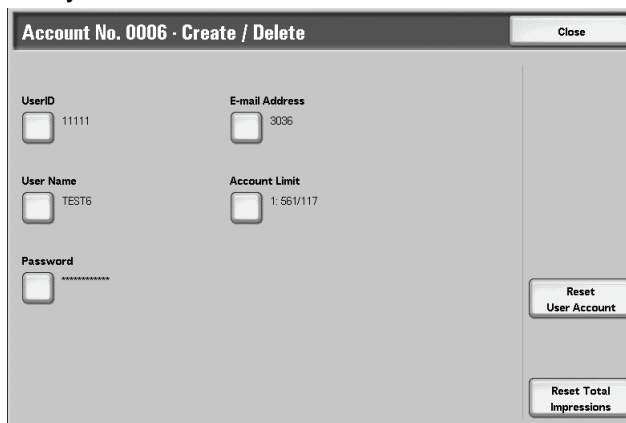 Account No. 0006 - Create / Delete
Close
UserID
11111
E-mail Address
3036
User Name
TEST6
Account Limit
1: 561/117
Password
************
Reset
User Account
Reset Total
Impressions